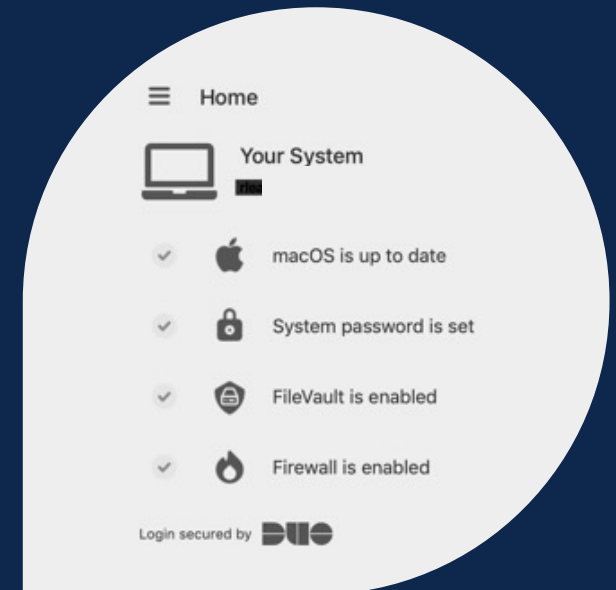 Home
Your System
macOS is up to date
System password is set
FileVault is enabled
Firewall is enabled
Login secured by DUO